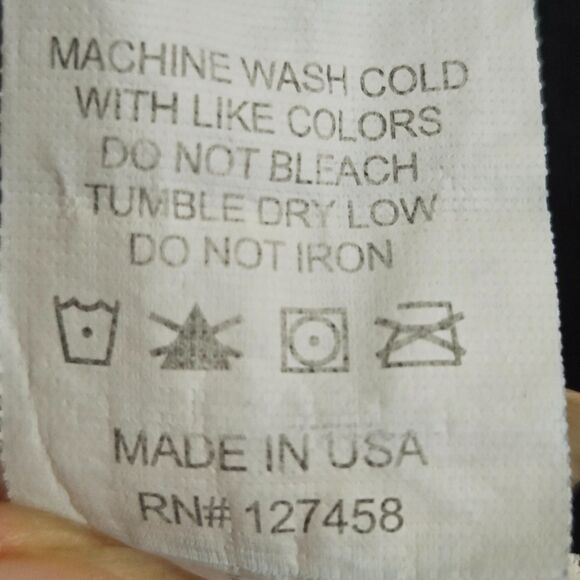 MACHINE WASH COLD
WITH LIKE COLORS
DO NOT BLEACH
TUMBLE DRY LOW
DO NOT IRON
MADE IN USA
RN# 127458